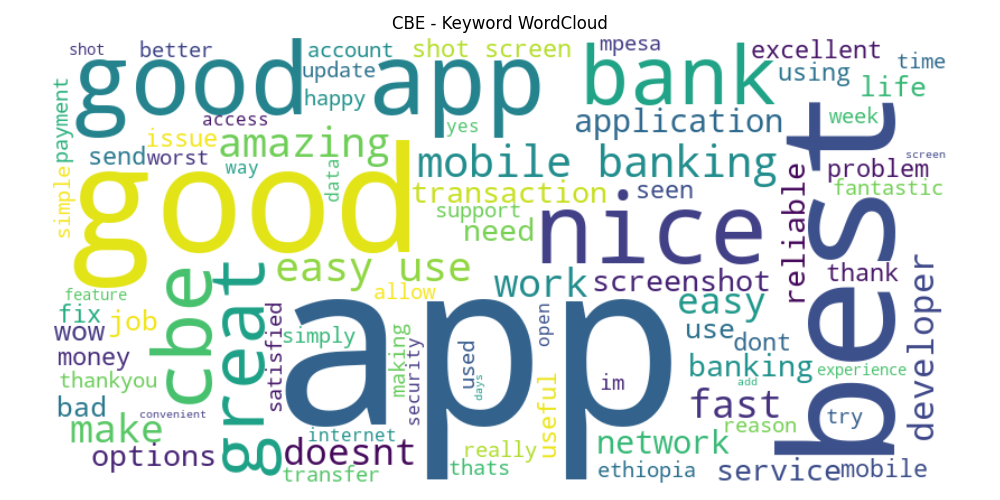 CBE - Keyword WordCloud
shot
better
account
shot screen
mpesa
excellent
time
good app
bank
update
using
life
happy
payment
access
yes
application
week
issue
amazing
send
worst
way
data
mobile banking
problem
screen
simple
good
transaction
seen
reliable
fantastic
support
need
nice
best
easy use
work
screenshot
thank
developer
feature
cbe
great
allow
easy
fix
wow
job
satisfied
simply
app
making
security
used
open
use
dont
money
thankyou
days
im
banking
add
experience
bad
convenient
useful
fast
try
make
internet
network
reason
options
doesnt
really
transfer
thats
ethiopia
service
mobile